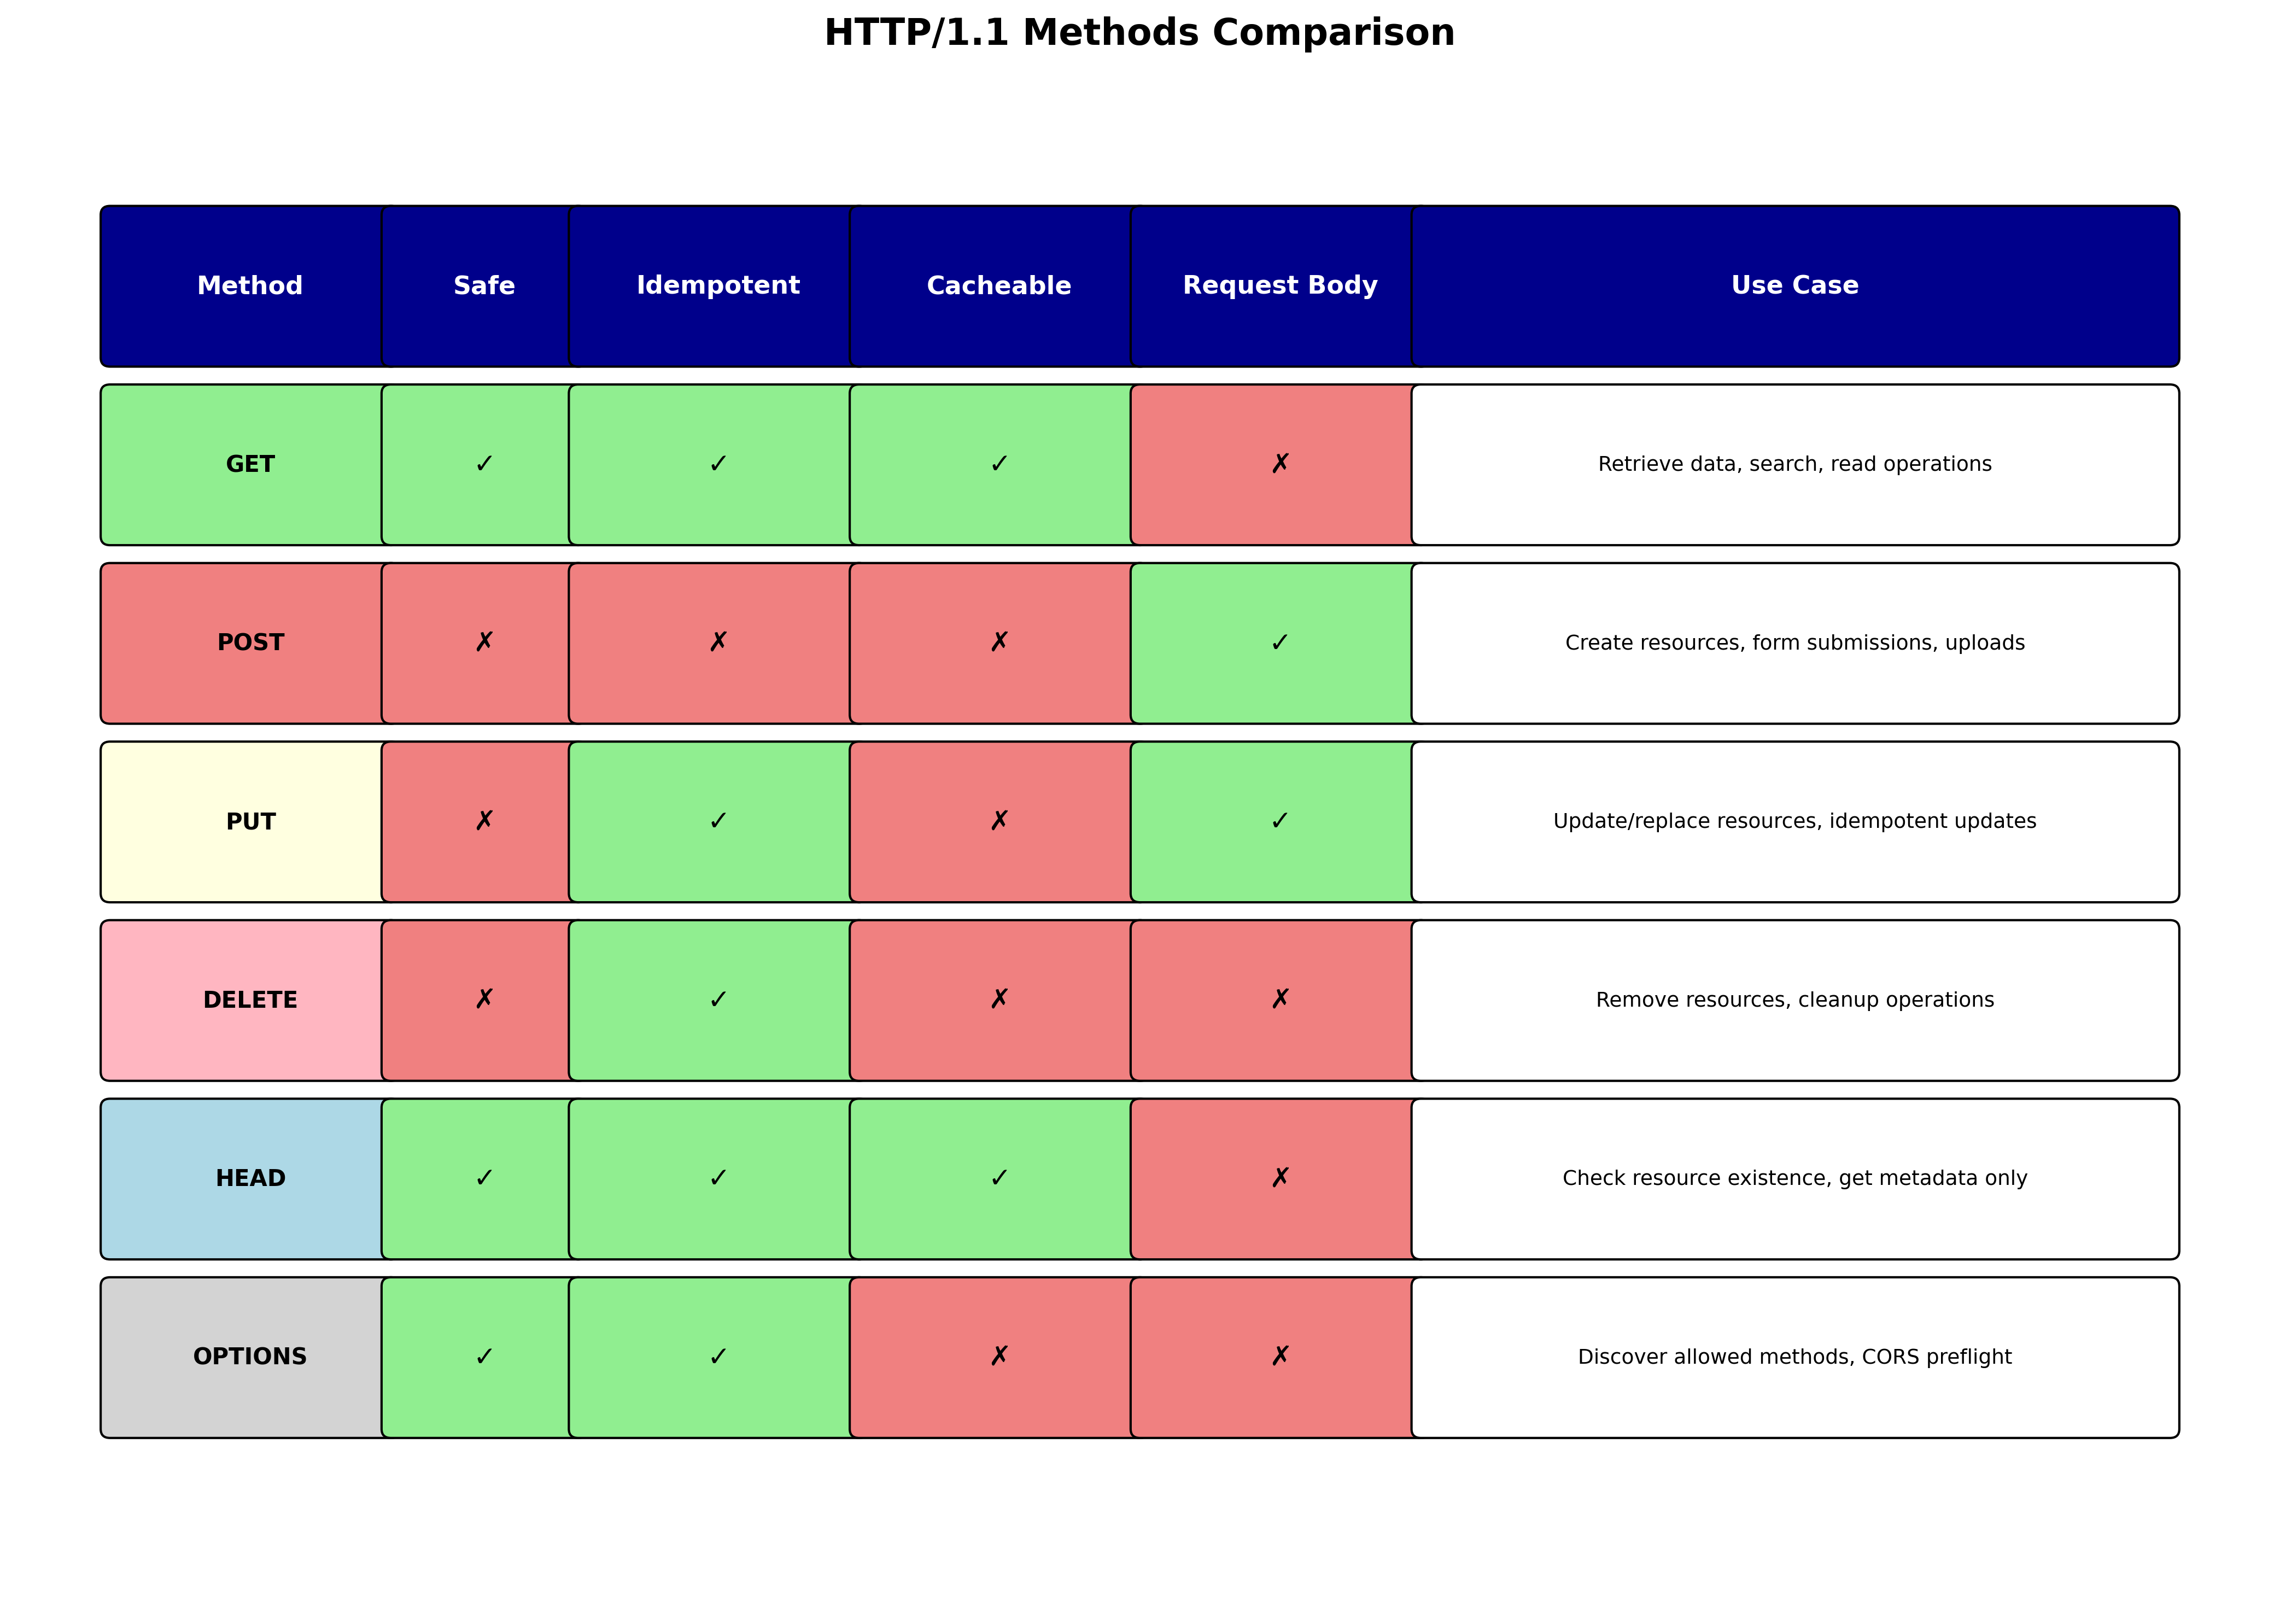 HTTP/1.1 Methods Comparison
Method Safe Idempotent Cacheable Request Body Use Case
GET ✓ ✓ ✓ ✗ Retrieve data, search, read operations
POST ✗ ✗ ✗ ✓ Create resources, form submissions, uploads
PUT ✗ ✓ ✗ ✓ Update/replace resources, idempotent updates
DELETE ✗ ✓ ✗ ✗ Remove resources, cleanup operations
HEAD ✓ ✓ ✓ ✗ Check resource existence, get metadata only
OPTIONS ✓ ✓ ✗ ✗ Discover allowed methods, CORS preflight